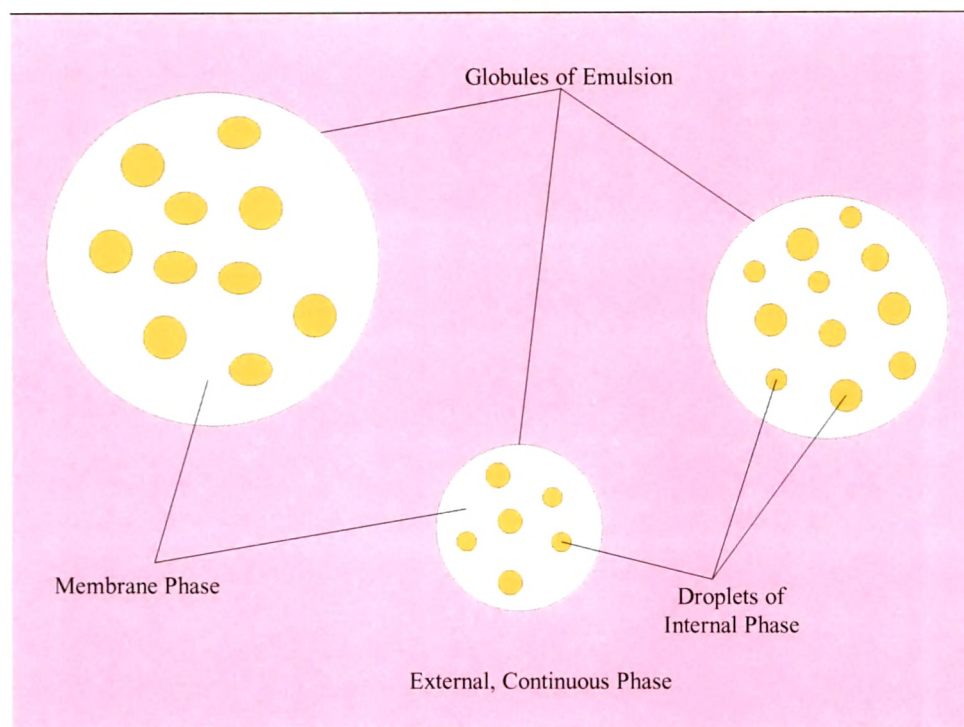 Globules of Emulsion
Membrane Phase
Droplets of
Internal Phase
External, Continuous Phase